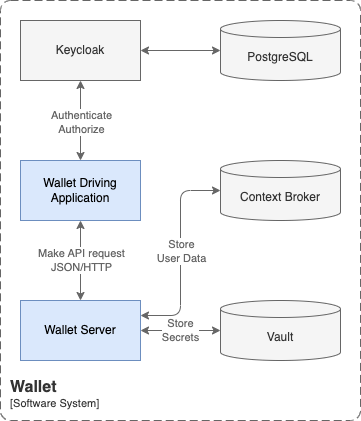 Keycloak
PostgreSQL
Authenticate
Authorize
Wallet Driving
Application
Context Broker
Make API request
JSON/HTTP
Store
User Data
Wallet Server
Store
Secrets
Vault
Wallet
[Software System]